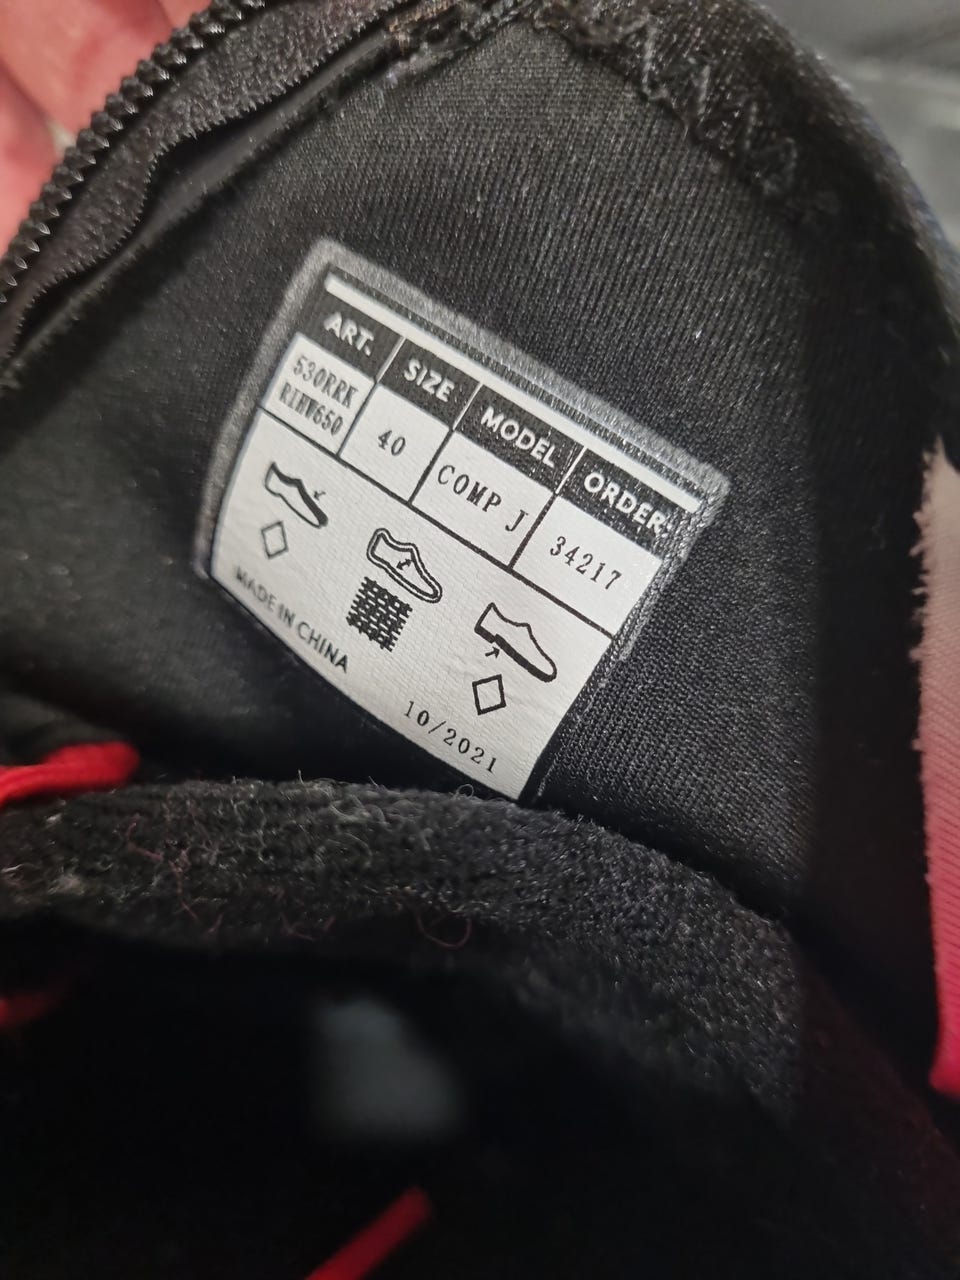 ART. SIZE MODEL ORDER:
530RRK
RIHW650
40
COMP J
34217
MADE IN CHINA
10/2021